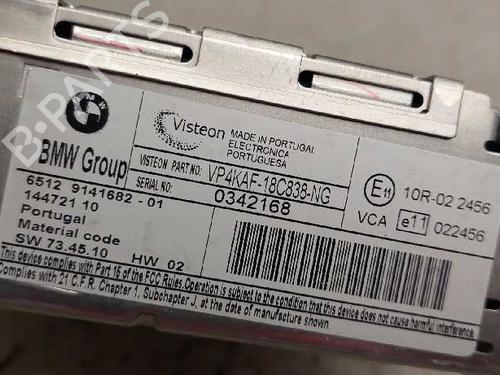 BMW
BMW Group
6512 9141682 - 01
144721 10
Portugal
Material code
SW 73.45.10 HW 02
Visteon
MADE IN PORTUGAL
ELECTRONICA
PORTUGUESA
VISTEON PART NO: VP4KAF-18C838-NG
SERIAL NO: 0342168
E11 10R-02 2456
VCA e11 022456
This device complies with Part 15 of the FCC Rules. Operation is subject to the condition that this device does not cause harmful interference.
Complies with 21 C.F.R. Chapter 1, Subchapter J, at the date of manufacture shown
B-PARTS